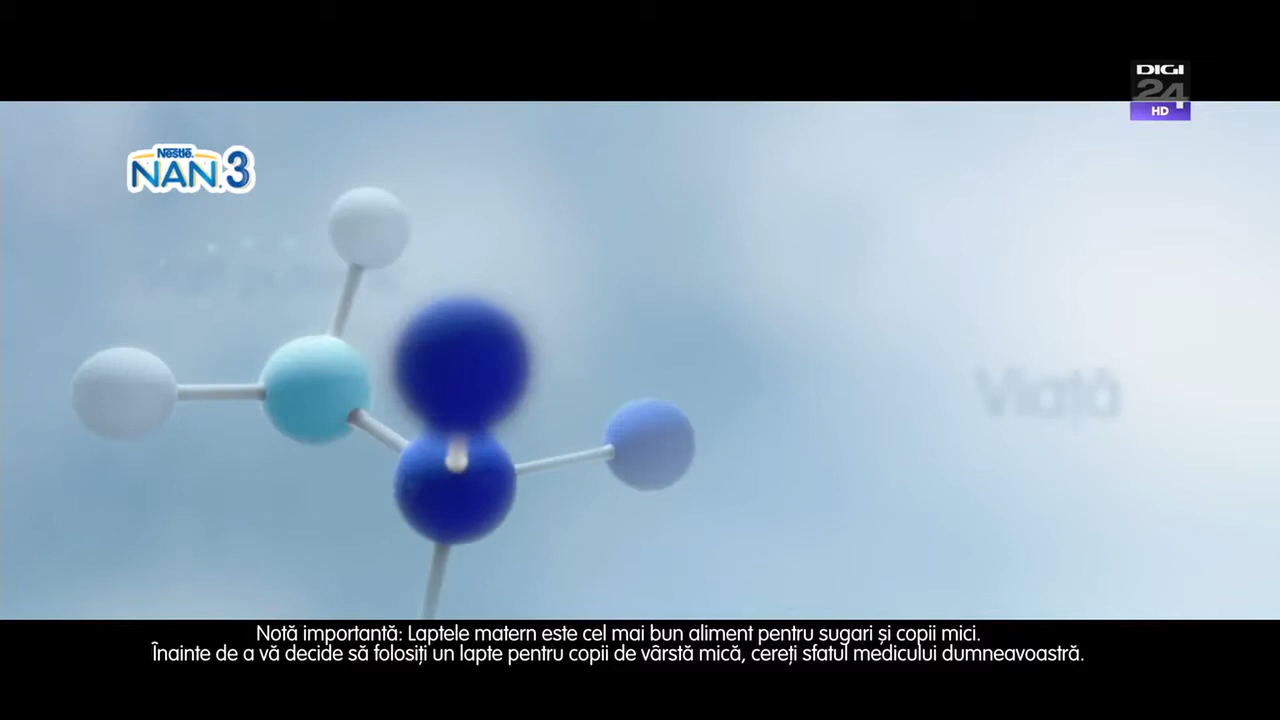 DIGI
24
HD
Nestlé
NAN.3
Viață
Notă importantă: Laptele matern este cel mai bun aliment pentru sugari și copii mici.
Înainte de a vă decide să folosiți un lapte pentru copii de vârstă mică, cereți sfatul medicului dumneavoastră.